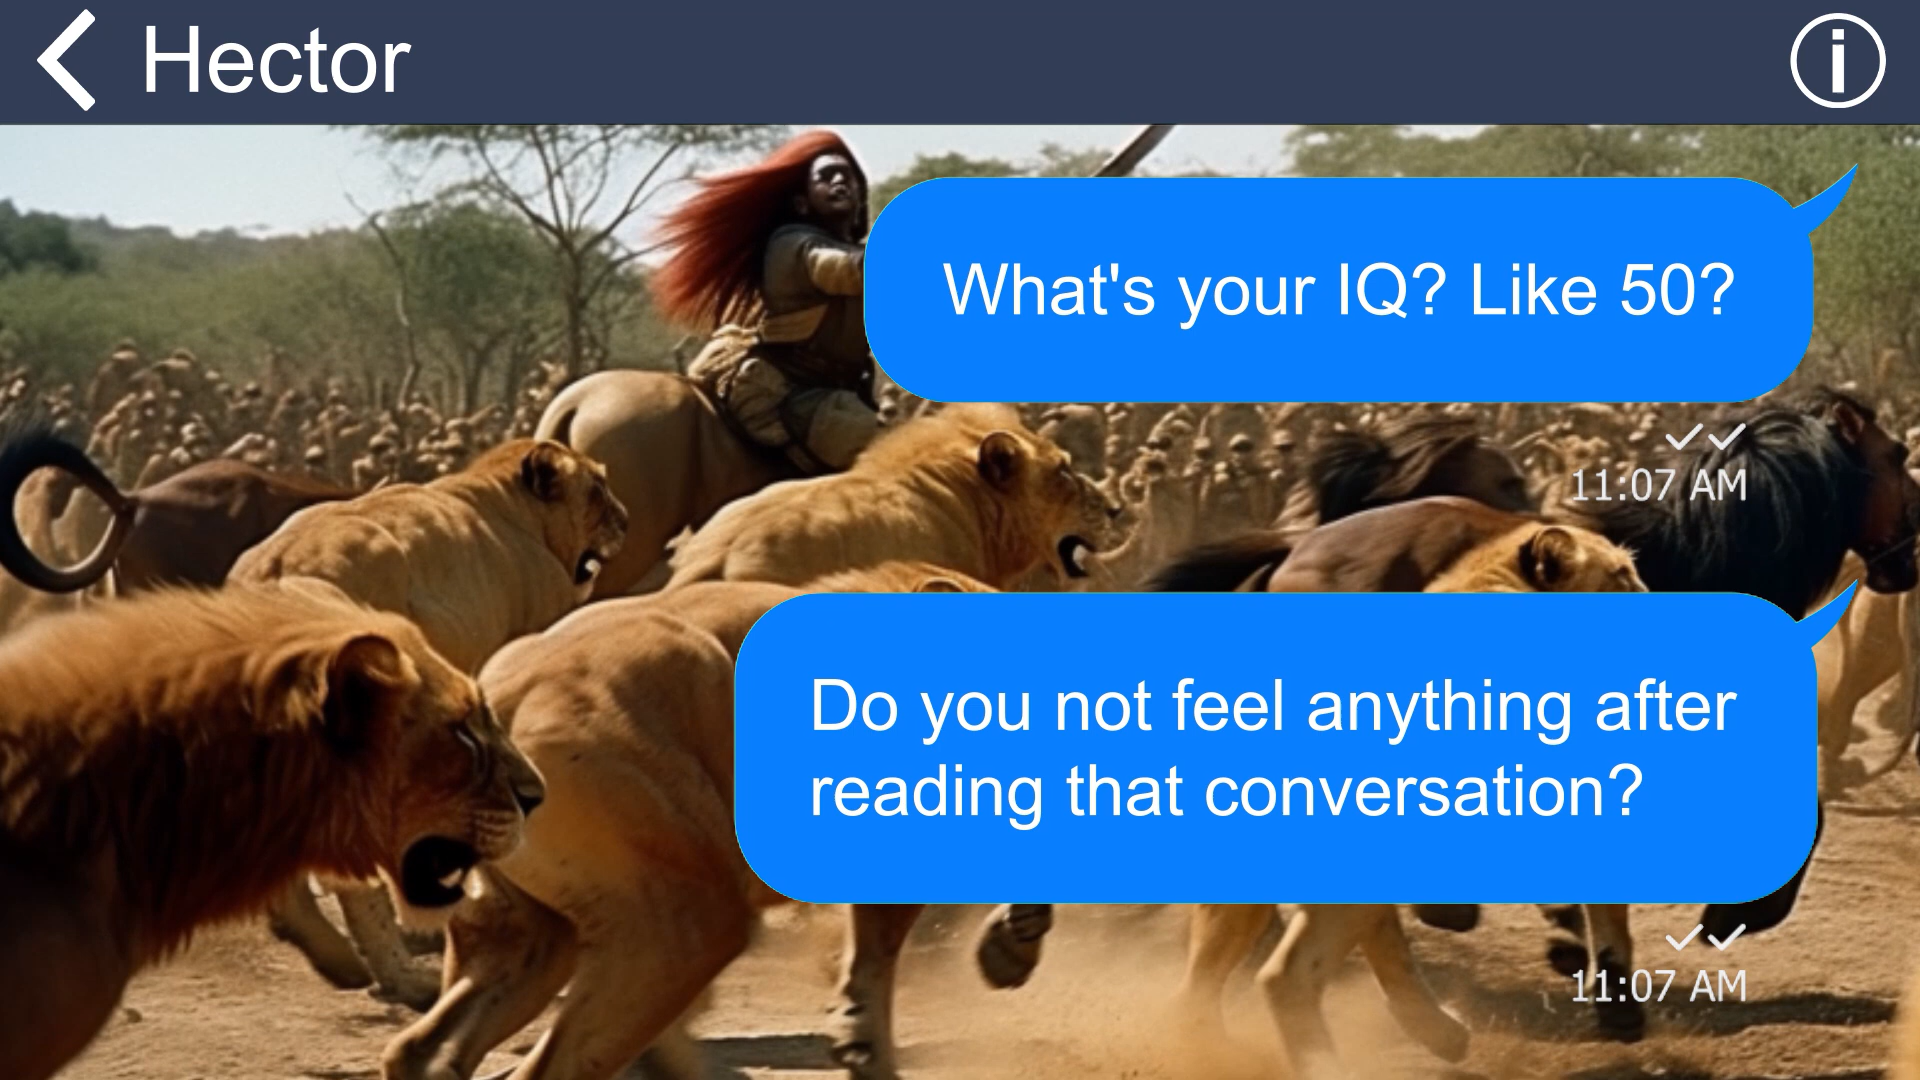 Hector
What's your IQ? Like 50?
11:07 AM
Do you not feel anything after
reading that conversation?
11:07 AM